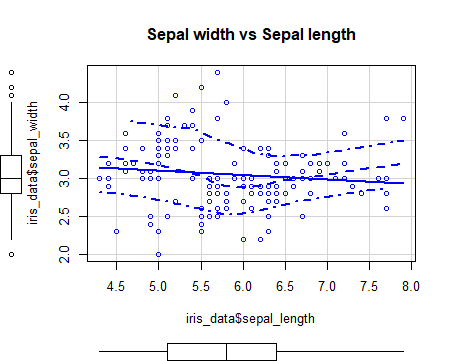 Sepal width vs Sepal length
iris_data$sepal_width
4.0
3.5
3.0
2.5
2.0
4.5 5.0 5.5 6.0 6.5 7.0 7.5 8.0
iris_data$sepal_length